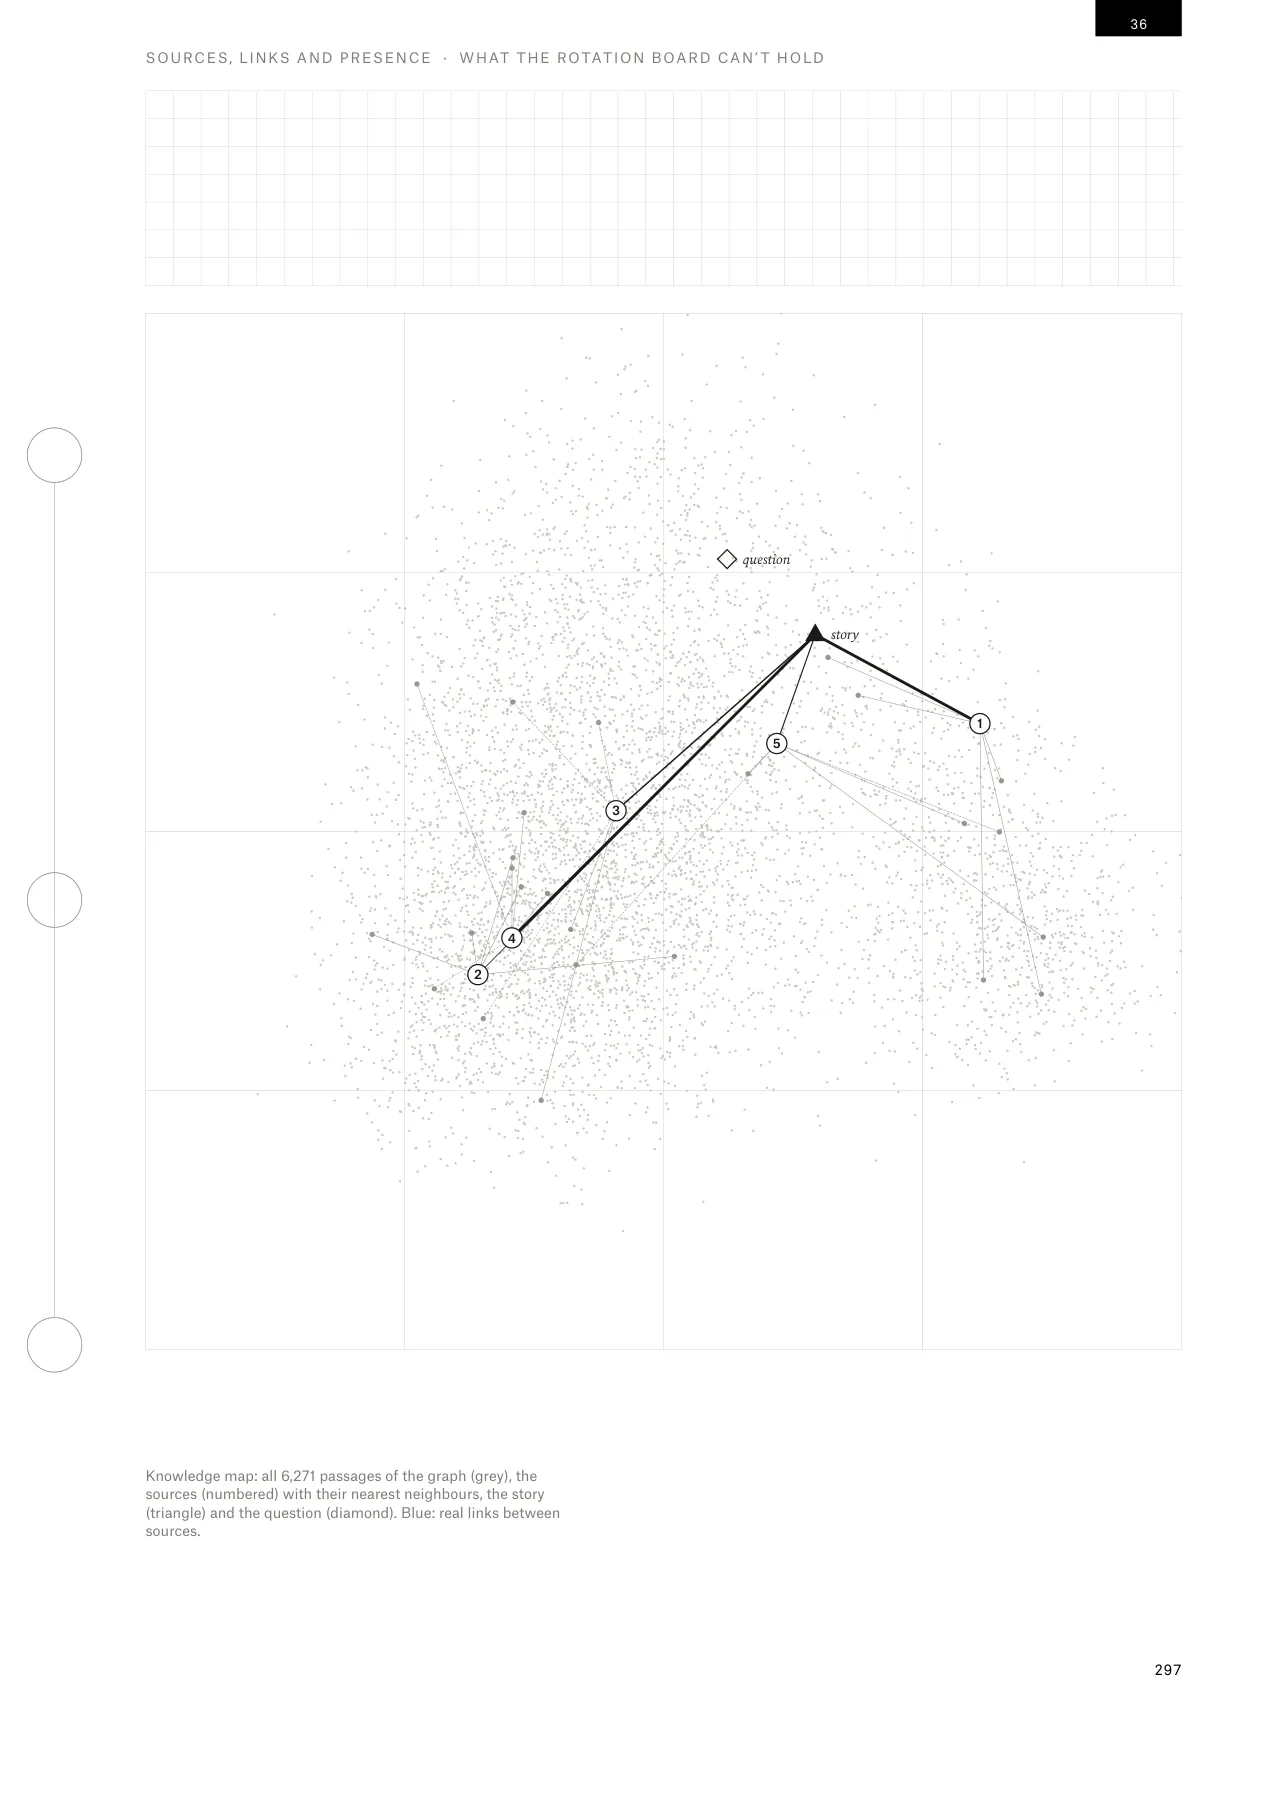 36
SOURCES, LINKS AND PRESENCE · WHAT THE ROTATION BOARD CAN’T HOLD
question
story
1
5
3
4
2
Knowledge map: all 6,271 passages of the graph (grey), the
sources (numbered) with their nearest neighbours, the story
(triangle) and the question (diamond). Blue: real links between
sources.
297